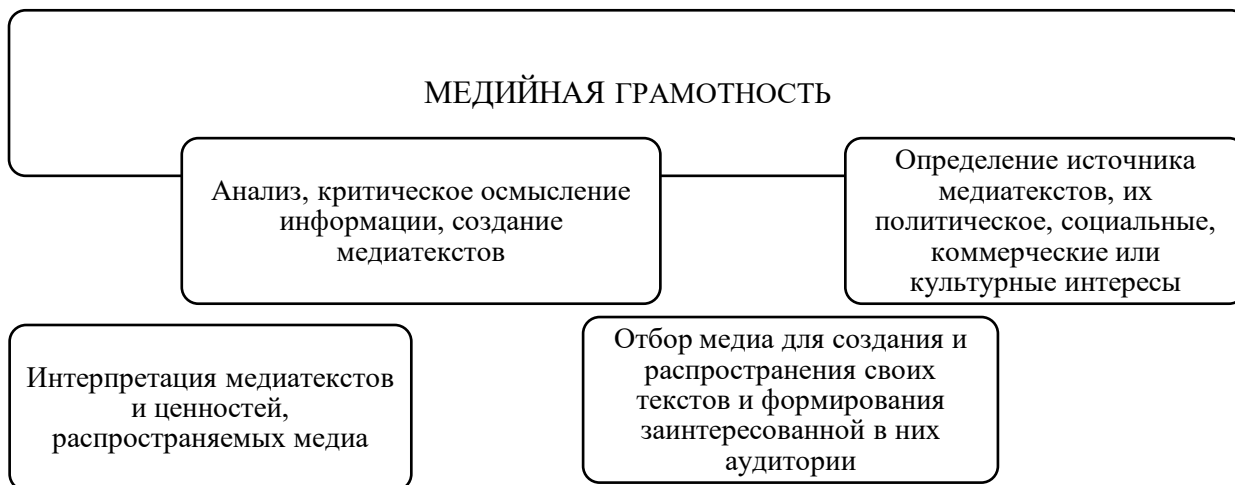 МЕДИЙНАЯ ГРАМОТНОСТЬ
Анализ, критическое осмысление
информации, создание
медиатекстов
Определение источника
медиатекстов, их
политическое, социальные,
коммерческие или
культурные интересы
Интерпретация медиатекстов
и ценностей,
распространяемых медиа
Отбор медиа для создания и
распространения своих
текстов и формирования
заинтересованной в них
аудитории